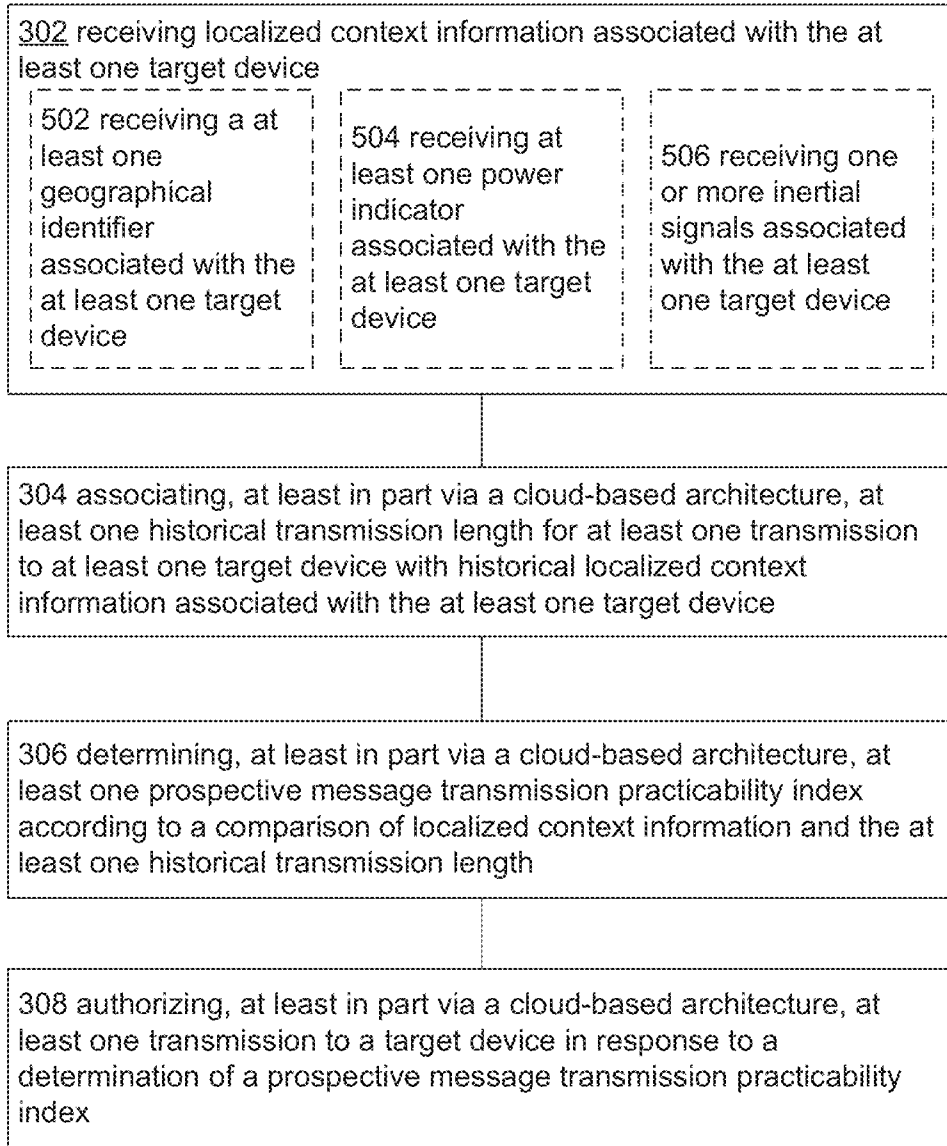 302 receiving localized context information associated with the at
least one target device
502 receiving a at
least one
geographical
identifier
associated with the
at least one target
device
504 receiving at
least one power
indicator
associated with the
at least one target
device
506 receiving one
or more inertial
signals associated
with the at least
one target device
304 associating, at least in part via a cloud-based architecture, at
least one historical transmission length for at least one transmission
to at least one target device with historical localized context
information associated with the at least one target device
306 determining, at least in part via a cloud-based architecture, at
least one prospective message transmission practicability index
according to a comparison of localized context information and the at
least one historical transmission length
308 authorizing, at least in part via a cloud-based architecture, at
least one transmission to a target device in response to a
determination of a prospective message transmission practicability
index